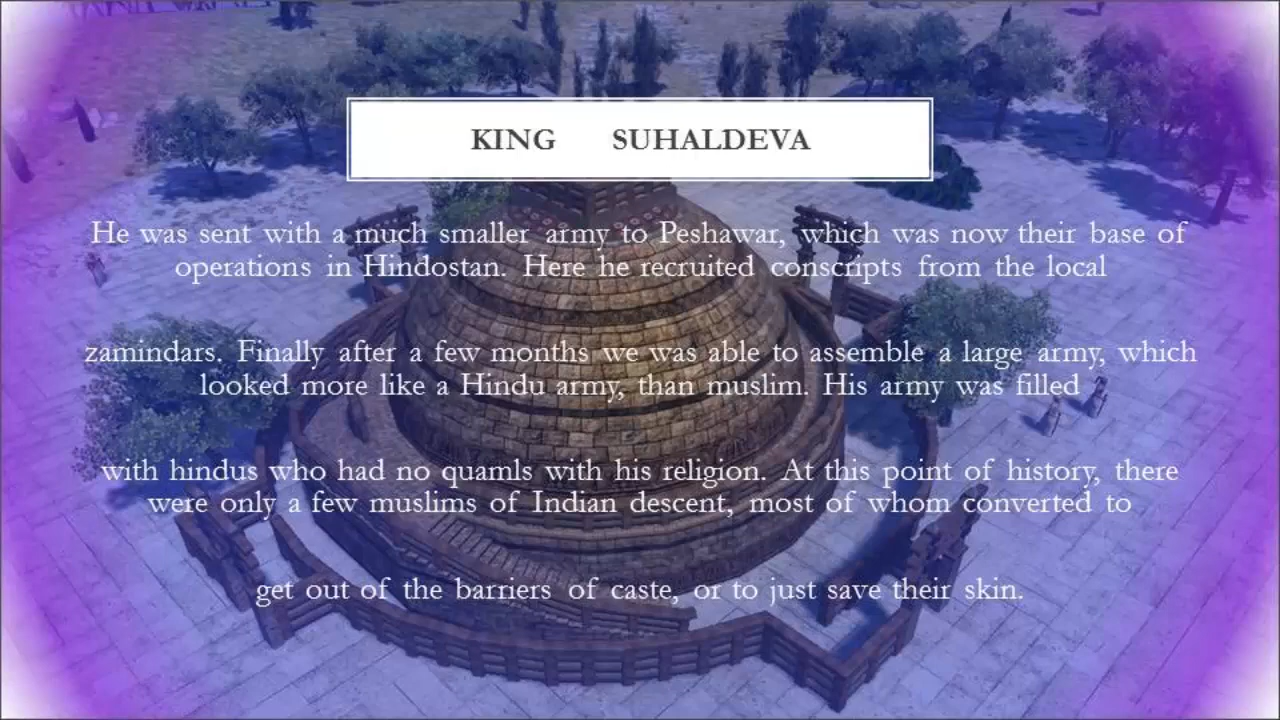 KING SUHALDEVA
He was sent with a much smaller army to Peshawar, which was now their base of
operations in Hindostan. Here he recruited conscripts from the local
zamindars. Finally after a few months we was able to assemble a large army, which
looked more like a Hindu army, than muslim. His army was filled
with hindus who had no quamls with his religion. At this point of history, there
were only a few muslims of Indian descent, most of whom converted to
get out of the barriers of caste, or to just save their skin.